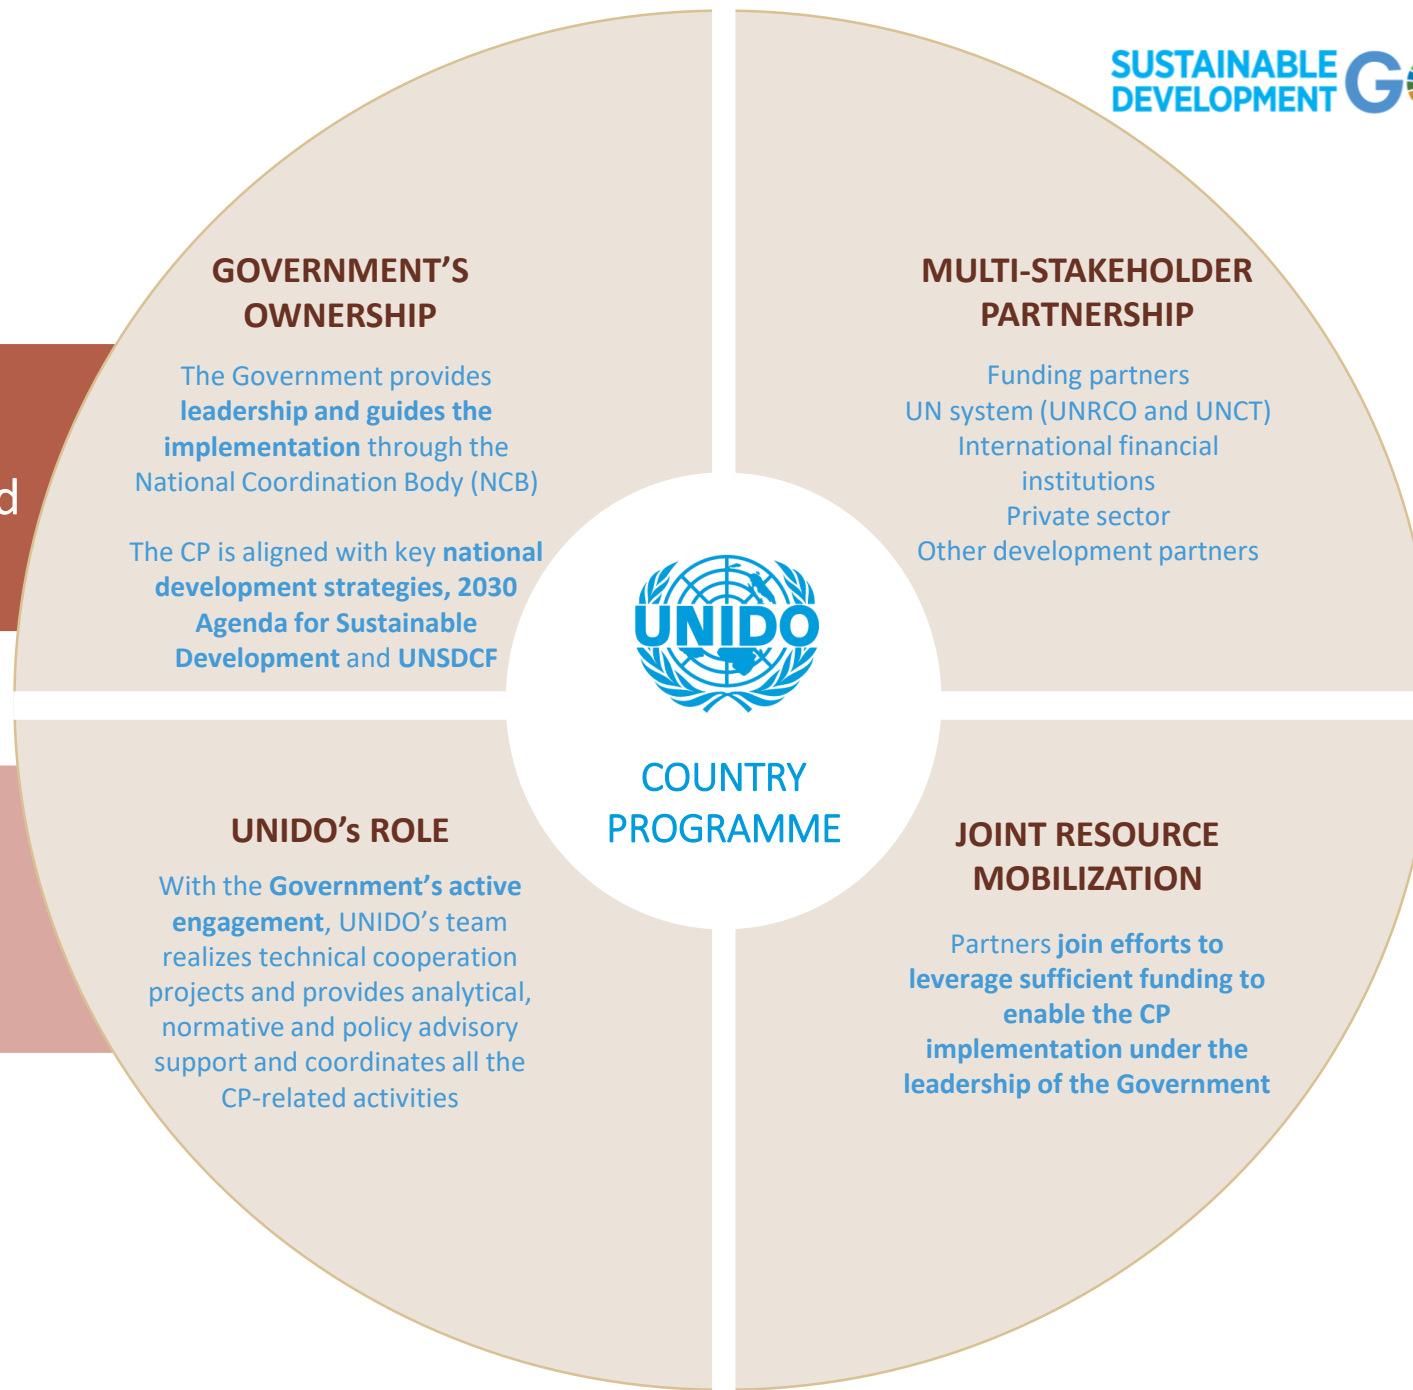 SUSTAINABLE
DEVELOPMENT
GOVERNMENT’S
OWNERSHIP
The Government provides
leadership and guides the
implementation through the
National Coordination Body (NCB)
The CP is aligned with key national
development strategies, 2030
Agenda for Sustainable
Development and UNSDCF
MULTI-STAKEHOLDER
PARTNERSHIP
Funding partners
UN system (UNRCO and UNCT)
International financial
institutions
Private sector
Other development partners
UNIDO
COUNTRY
PROGRAMME
UNIDO’s ROLE
With the Government’s active
engagement, UNIDO’s team
realizes technical cooperation
projects and provides analytical,
normative and policy advisory
support and coordinates all the
CP-related activities
JOINT RESOURCE
MOBILIZATION
Partners join efforts to
leverage sufficient funding to
enable the CP
implementation under the
leadership of the Government